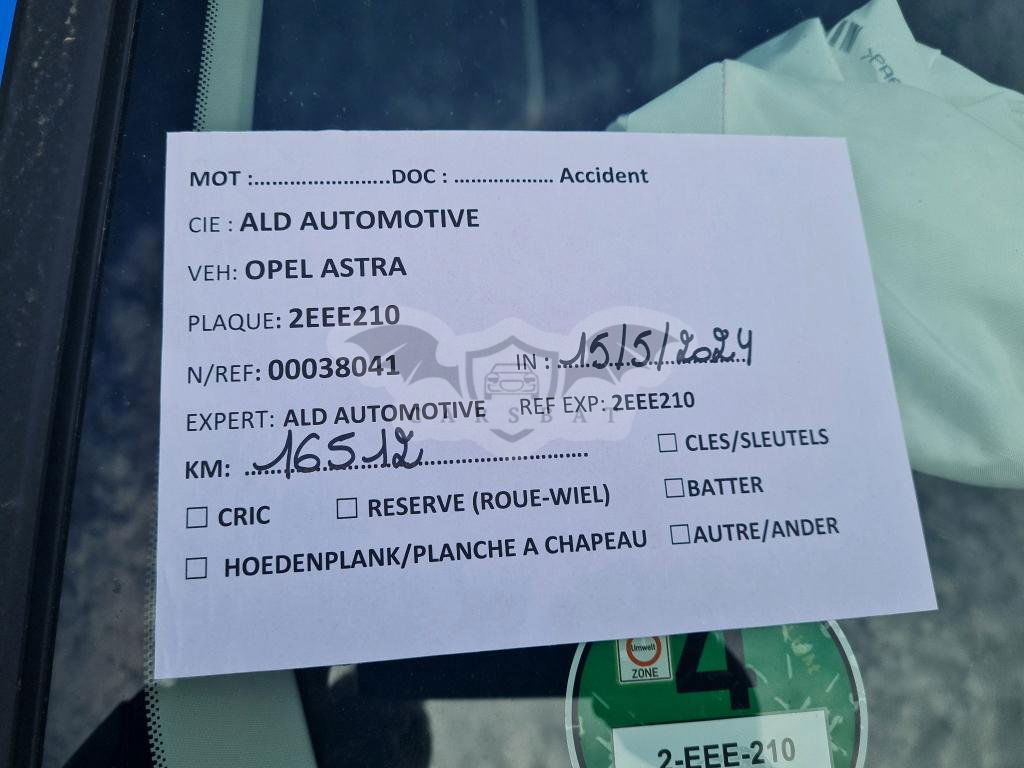 MOT :.......................DOC : ................. Accident
CIE : ALD AUTOMOTIVE
VEH: OPEL ASTRA
PLAQUE: 2EEE210
N/REF: 00038041 IN : 15/5/2024
EXPERT: ALD AUTOMOTIVE REF EXP: 2EEE210
CARSBAT
KM: 16512
☐ CLES/SLEUTELS
☐ CRIC ☐ RESERVE (ROUE-WIEL) ☐BATTER
☐ HOEDENPLANK/PLANCHE A CHAPEAU ☐AUTRE/ANDER
Umwelt
ZONE
4
2-EEE-210